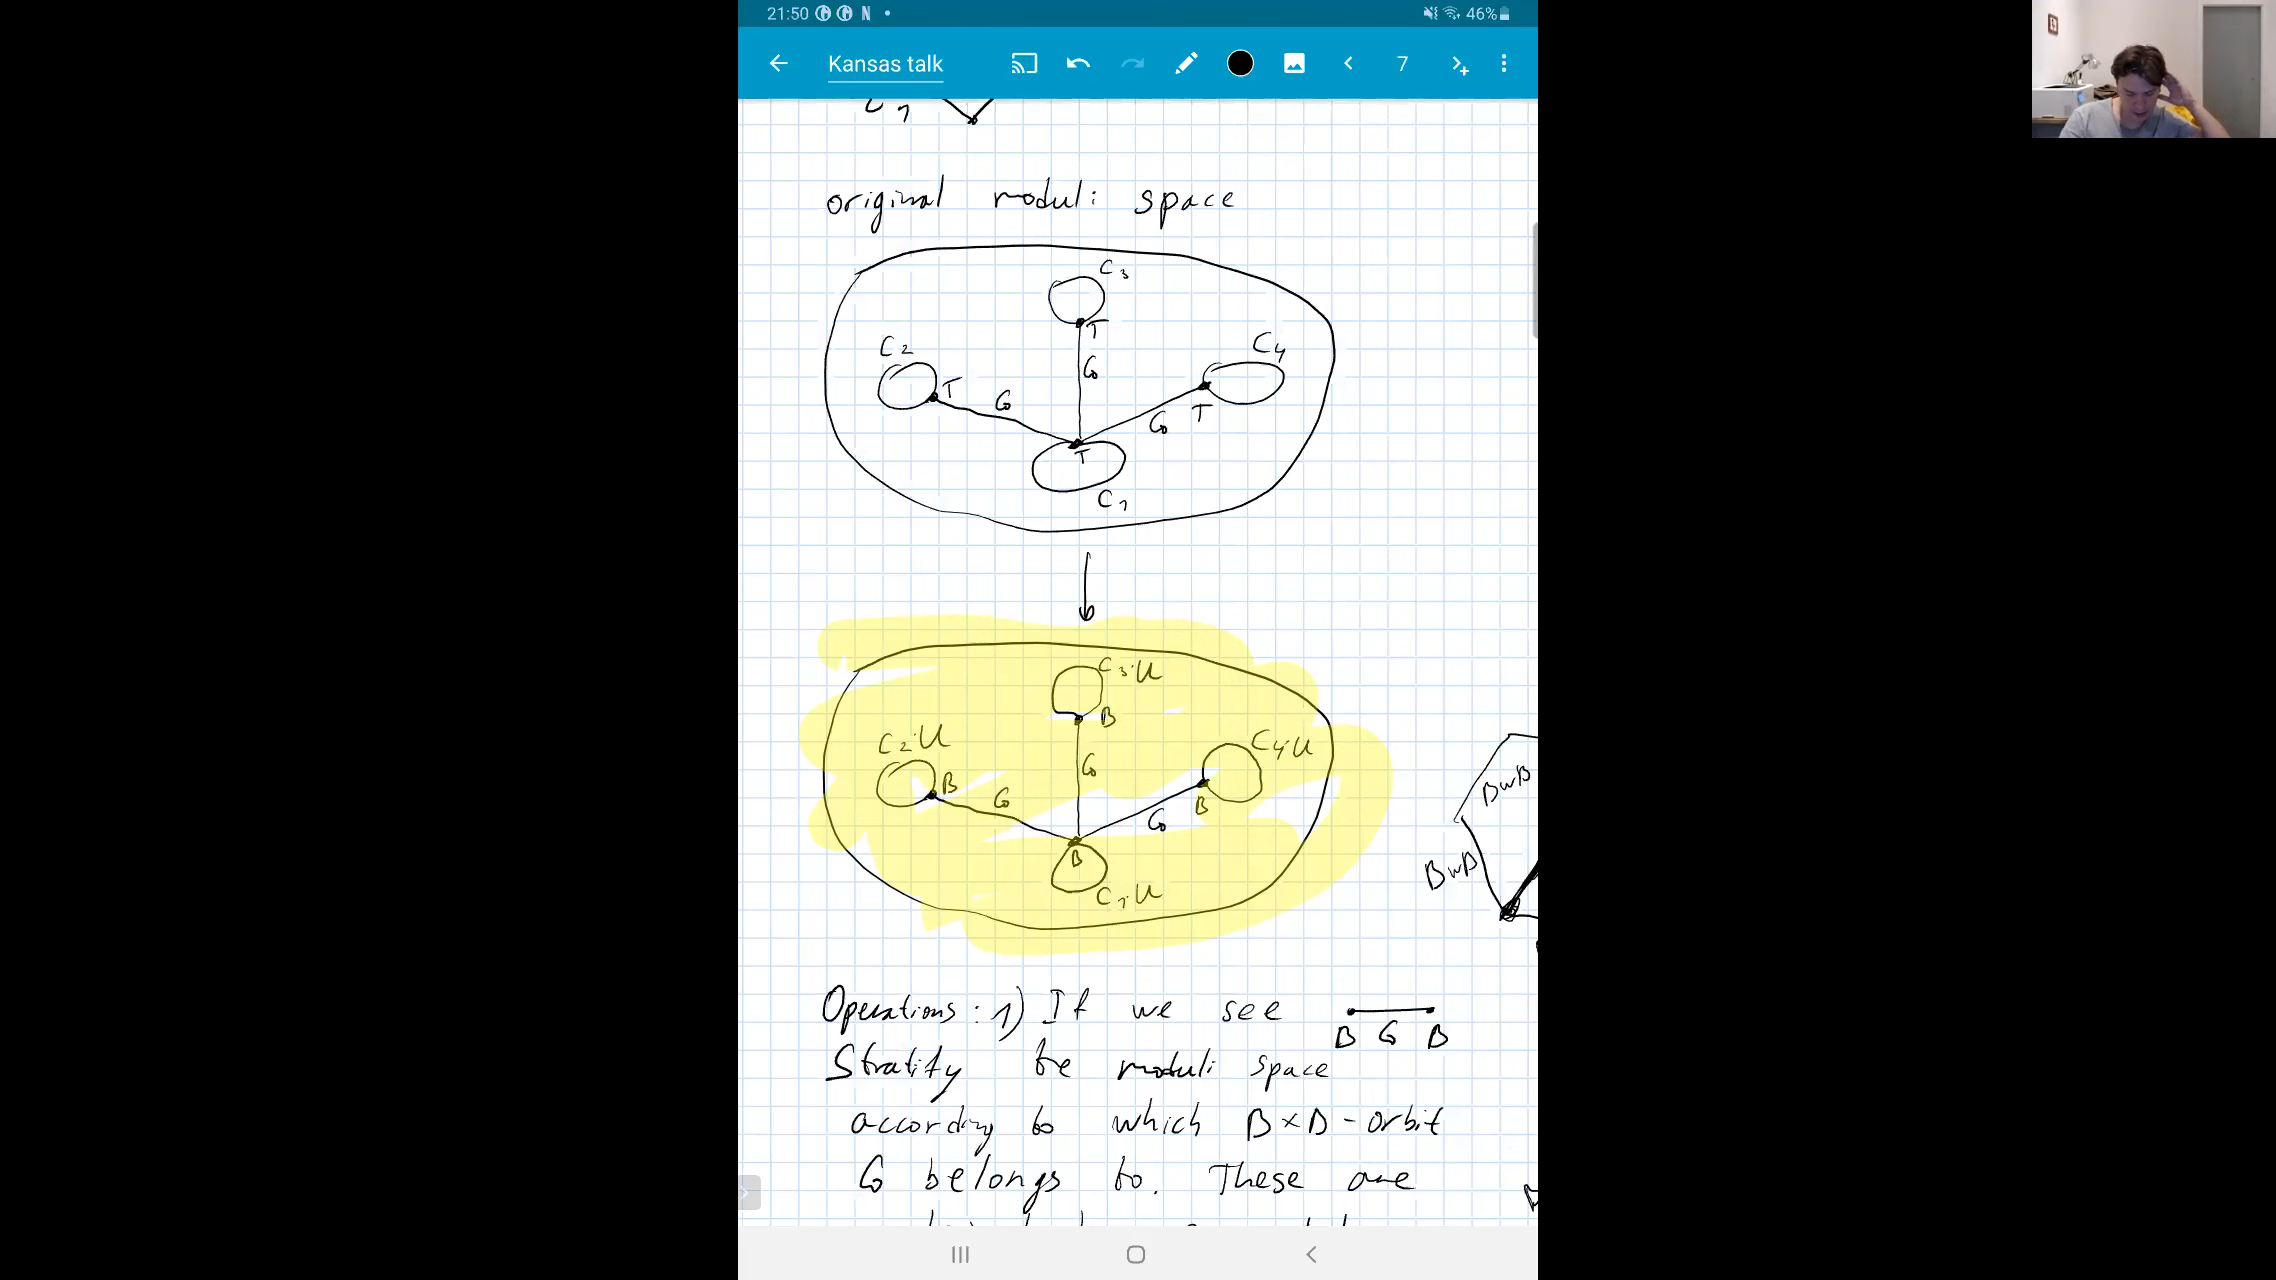 21:50 N 46%
Kansas talk 7
C1
original moduli space
C3
T
C2 T G C4
G G T
T
C1
C3·U
B
C2·U B G C4·U
G G B
B
C1·U
BwB
BwB
Operations: 1) If we see
B G B
Stratify the moduli space
according to which B×B-orbit
G belongs to. These are